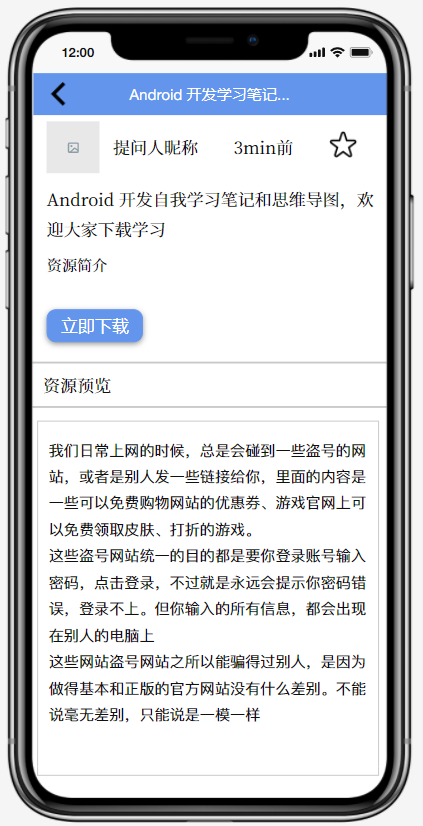 12:00
Android 开发学习笔记...
提问人昵称 3min前
Android 开发自我学习笔记和思维导图，欢
迎大家下载学习
资源简介
立即下载
资源预览
我们日常上网的时候，总是会碰到一些盗号的网
站，或者是别人发一些链接给你，里面的内容是
一些可以免费购物网站的优惠券、游戏官网上可
以免费领取皮肤、打折的游戏。
这些盗号网站统一的目的都是要你登录账号输入
密码，点击登录，不过就是永远会提示你密码错
误，登录不上。但你输入的所有信息，都会出现
在别人的电脑上
这些网站盗号网站之所以能骗得过别人，是因为
做得基本和正版的官方网站没有什么差别。不能
说毫无差别，只能说是一模一样